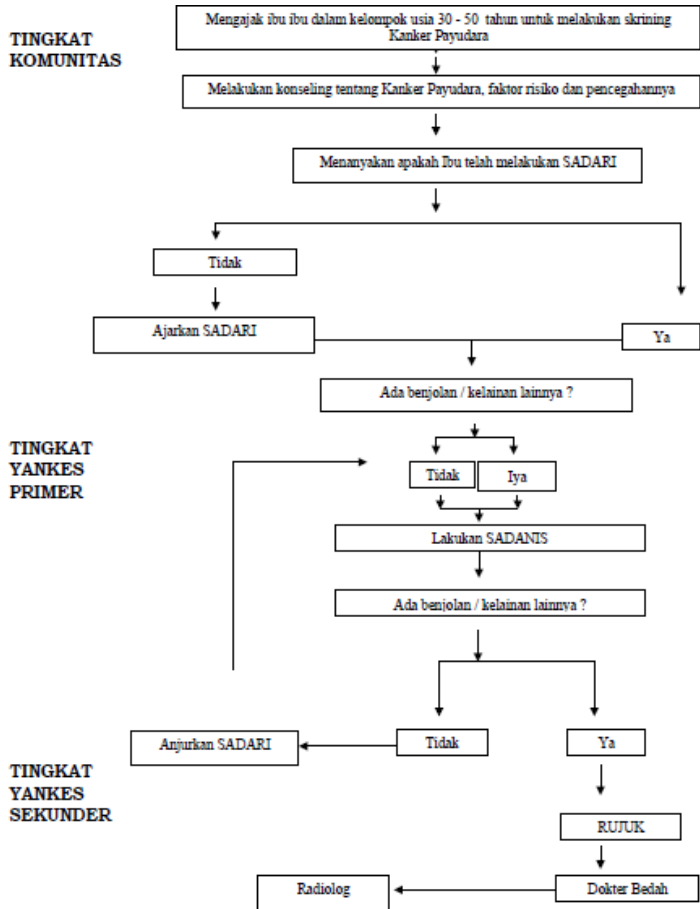 Mengajak ibu ibu dalam kelompok usia 30 - 50 tahun untuk melakukan skrining
Kanker Payudara
TINGKAT
KOMUNITAS
Melakukan konseling tentang Kanker Payudara, faktor risiko dan pencegahannya
Menanyakan apakah Ibu telah melakukan SADARI
Tidak
Ajarkan SADARI
Ya
Ada benjolan / kelainan lainnya ?
TINGKAT
YANKES
PRIMER
Tidak
Iya
Lakukan SADANIS
Ada benjolan / kelainan lainnya ?
Anjurkan SADARI
Tidak
Ya
TINGKAT
YANKES
SEKUNDER
RUJUK
Radiolog
Dokter Bedah